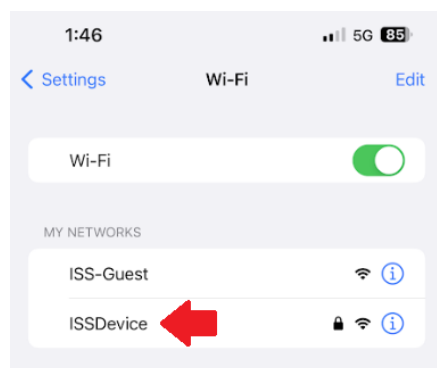 1:46 5G 85
Settings Wi-Fi Edit
Wi-Fi
MY NETWORKS
ISS-Guest
ISSDevice